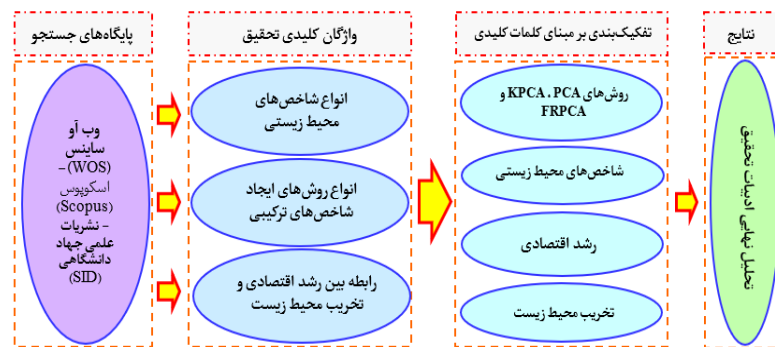 پایگاه‌های جستجو
واژگان کلیدی تحقیق
تفکیک‌بندی بر مبنای کلمات کلیدی
نتایج
وب آو
ساینس
(WOS) –
اسکوپوس
(Scopus)
– نشریات
علمی جهاد
دانشگاهی
(SID)
انواع شاخص‌های
محیط زیستی
انواع روش‌های ایجاد
شاخص‌های ترکیبی
رابطه بین رشد اقتصادی و
تخریب محیط زیست
روش‌های KPCA ، PCA و
FRPCA
شاخص‌های محیط زیستی
رشد اقتصادی
تخریب محیط زیست
تحلیل نهایی ادبیات تحقیق